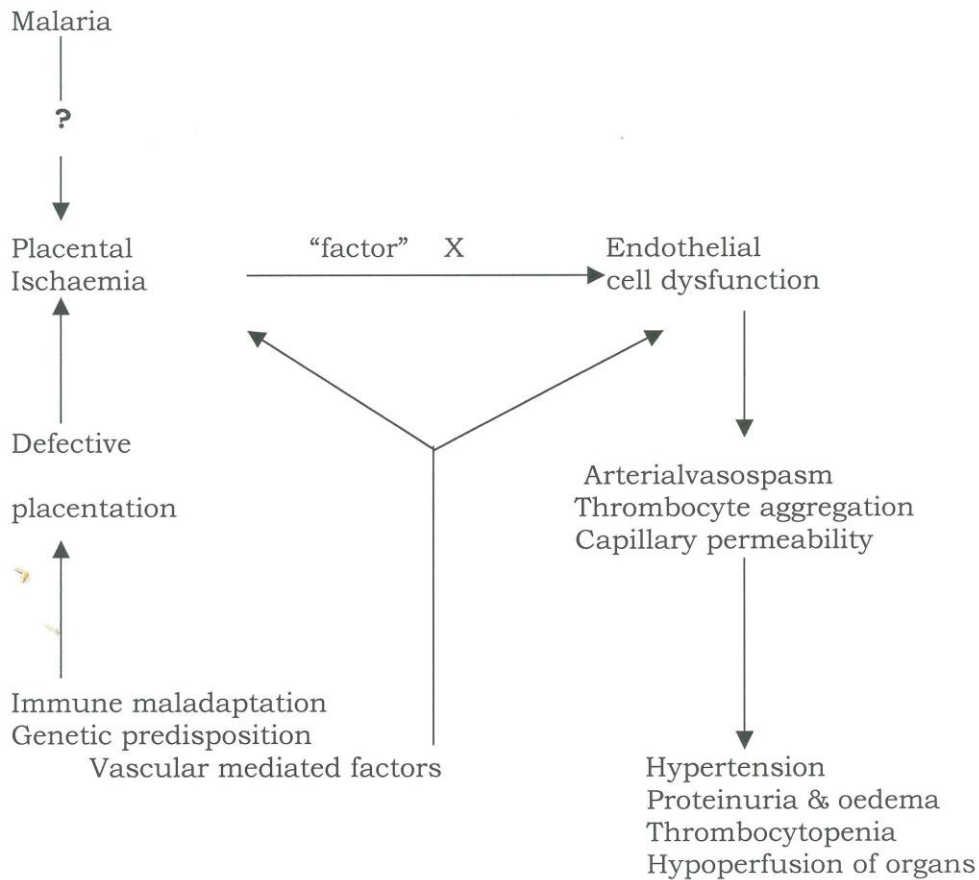 Malaria
?
Placental
Ischaemia
“factor” X
Endothelial
cell dysfunction
Defective
placentation
Arterialvasospasm
Thrombocyte aggregation
Capillary permeability
Immune maladaptation
Genetic predisposition
Vascular mediated factors
Hypertension
Proteinuria & oedema
Thrombocytopenia
Hypoperfusion of organs